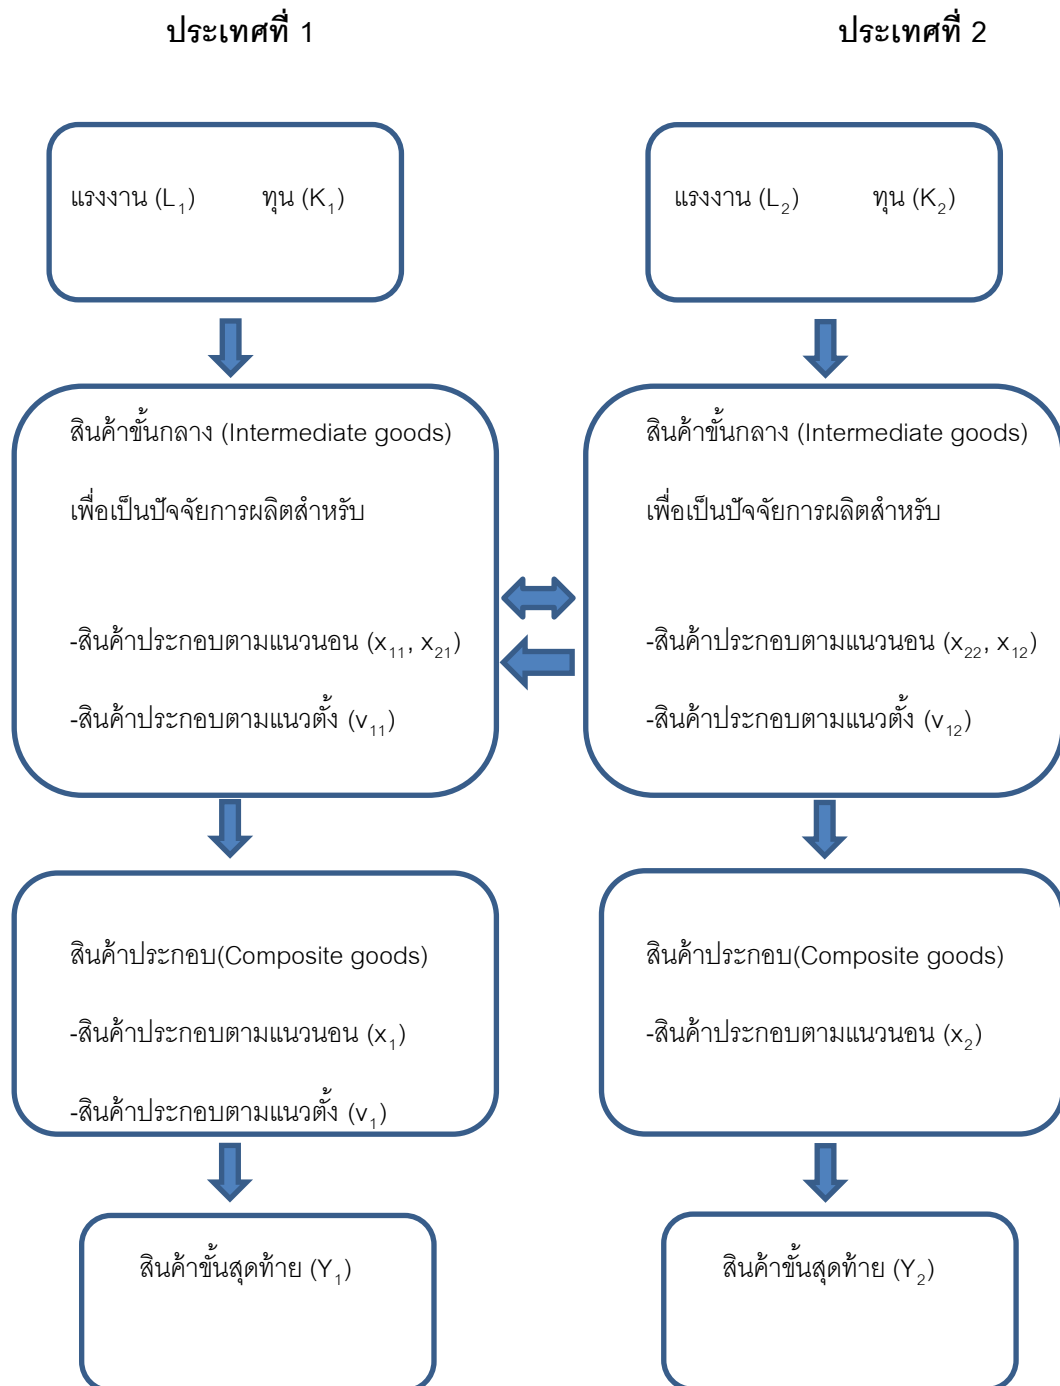 ประเทศที่ 1 ประเทศที่ 2
แรงงาน (L₁) ทุน (K₁)
แรงงาน (L₂) ทุน (K₂)
สินค้าขั้นกลาง (Intermediate goods)
เพื่อเป็นปัจจัยการผลิตสำหรับ
-สินค้าประกอบตามแนวนอน (x₁₁, x₂₁)
-สินค้าประกอบตามแนวตั้ง (v₁₁)
สินค้าขั้นกลาง (Intermediate goods)
เพื่อเป็นปัจจัยการผลิตสำหรับ
-สินค้าประกอบตามแนวนอน (x₂₂, x₁₂)
-สินค้าประกอบตามแนวตั้ง (v₁₂)
สินค้าประกอบ(Composite goods)
-สินค้าประกอบตามแนวนอน (x₁)
-สินค้าประกอบตามแนวตั้ง (v₁)
สินค้าประกอบ(Composite goods)
-สินค้าประกอบตามแนวนอน (x₂)
สินค้าขั้นสุดท้าย (Y₁)
สินค้าขั้นสุดท้าย (Y₂)